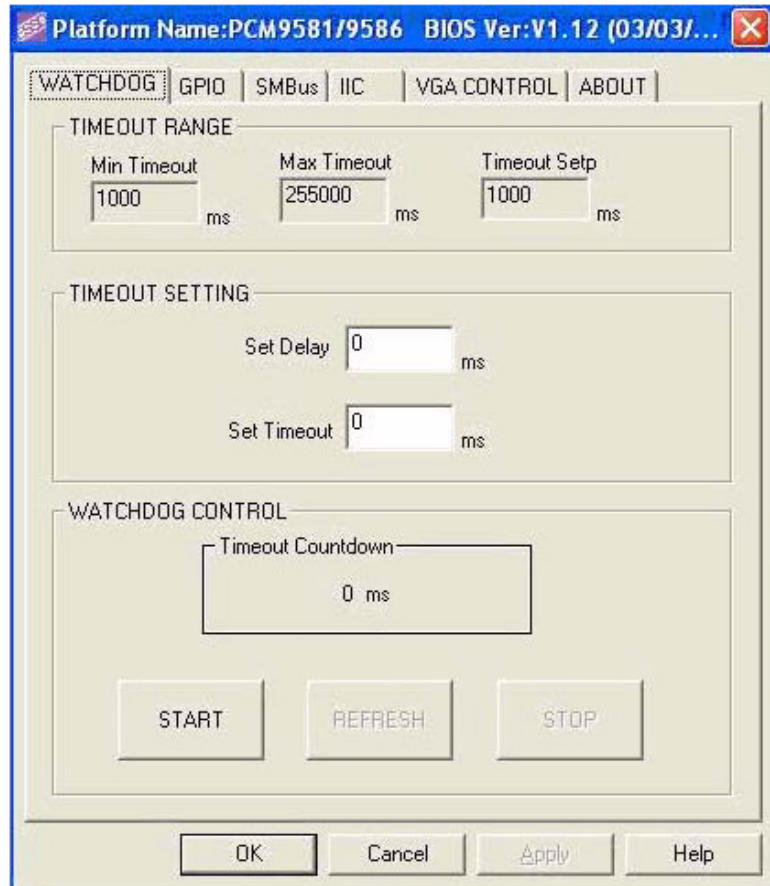 Platform Name:PCM9581/9586 BIOS Ver:V1.12 (03/03/...
WATCHDOG GPIO SMBus IIC VGA CONTROL ABOUT
TIMEOUT RANGE
Min Timeout Max Timeout Timeout Setp
1000 ms 255000 ms 1000 ms
TIMEOUT SETTING
Set Delay 0 ms
Set Timeout 0 ms
WATCHDOG CONTROL
Timeout Countdown
0 ms
START REFRESH STOP
OK Cancel Apply Help